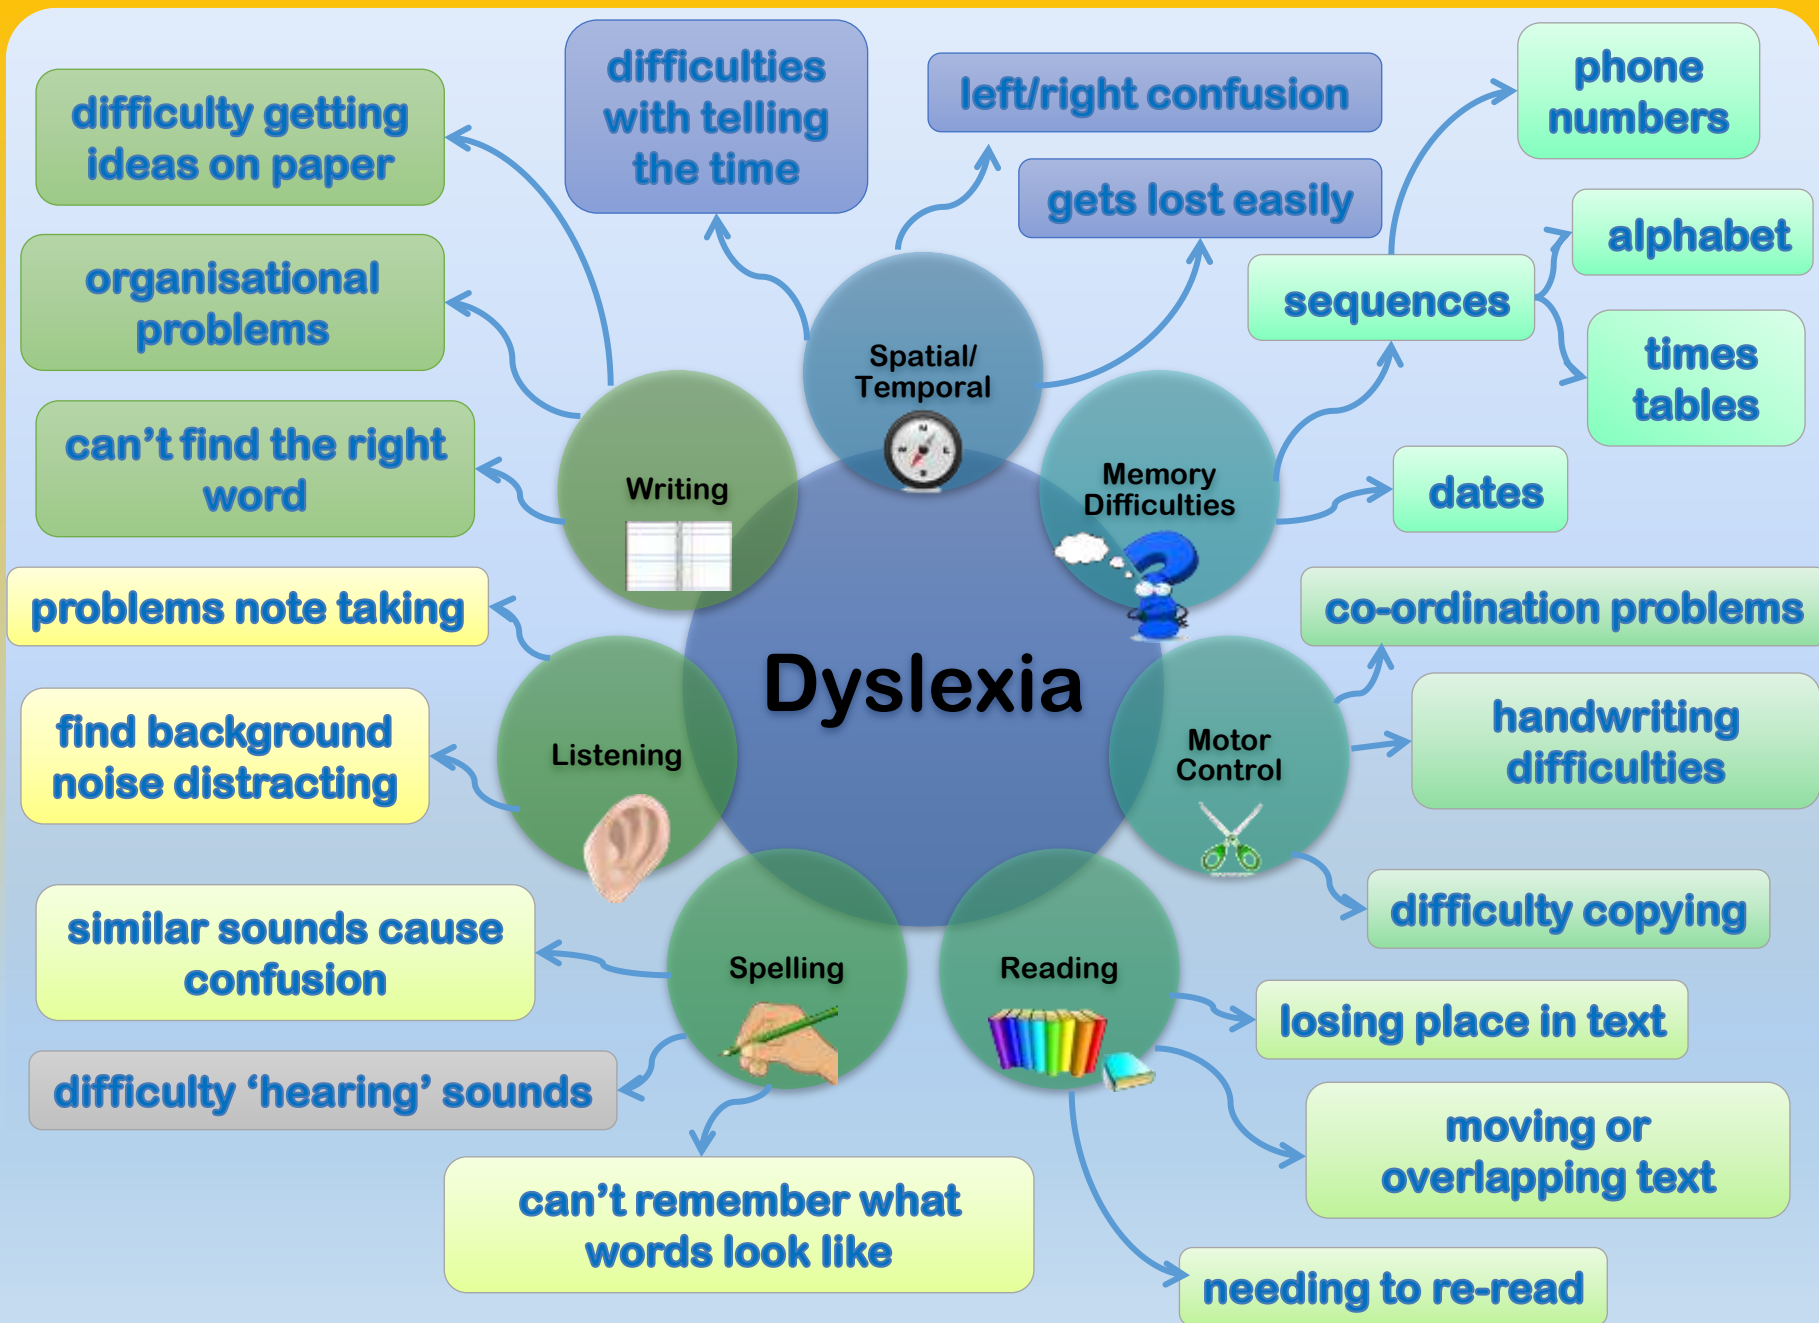 difficulty getting
ideas on paper
organisational
problems
can't find the right
word
problems note taking
find background
noise distracting
similar sounds cause
confusion
difficulty ‘hearing’ sounds
can't remember what
words look like
difficulties
with telling
the time
left/right confusion
gets lost easily
phone
numbers
alphabet
sequences
times
tables
dates
co-ordination problems
handwriting
difficulties
difficulty copying
losing place in text
moving or
overlapping text
needing to re-read
Spatial/
Temporal
Writing
Memory
Difficulties
Dyslexia
Listening
Motor
Control
Spelling
Reading